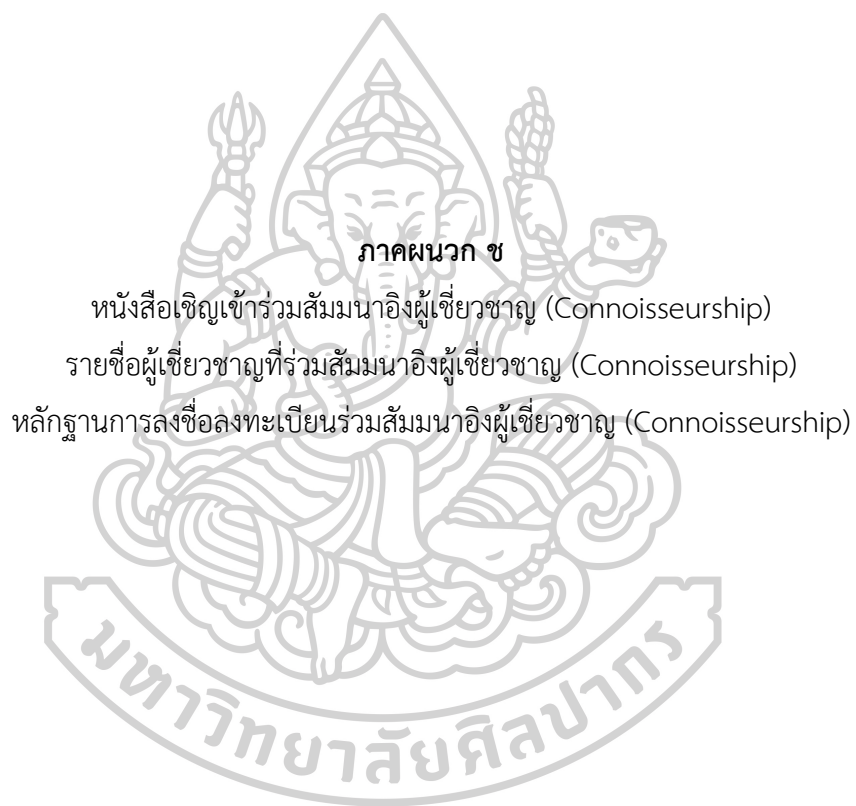 ภาคผนวก ช
หนังสือเชิญเข้าร่วมสัมมนาอิงผู้เชี่ยวชาญ (Connoisseurship)
รายชื่อผู้เชี่ยวชาญที่ร่วมสัมมนาอิงผู้เชี่ยวชาญ (Connoisseurship)
หลักฐานการลงชื่อลงทะเบียนร่วมสัมมนาอิงผู้เชี่ยวชาญ (Connoisseurship)
มหาวิทยาลัยศิลปากร